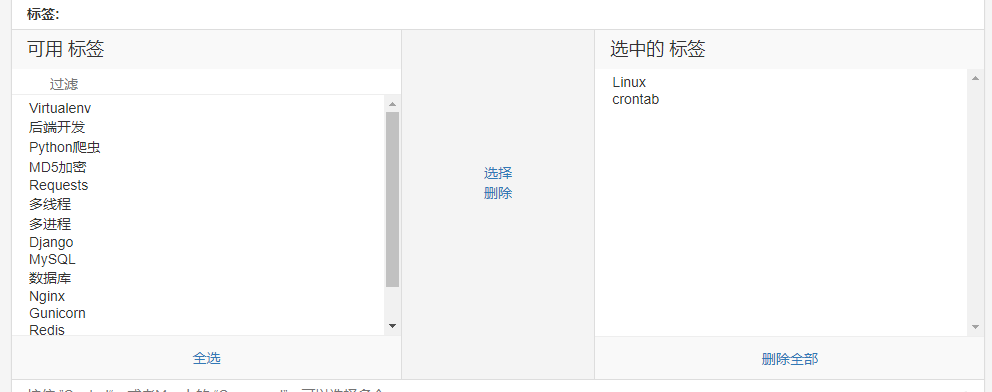 标签:
可用 标签
过滤
Virtualenv
后端开发
Python爬虫
MD5加密
Requests
多线程
多进程
Django
MySQL
数据库
Nginx
Gunicorn
Redis
全选
选择
删除
选中的 标签
Linux
crontab
删除全部